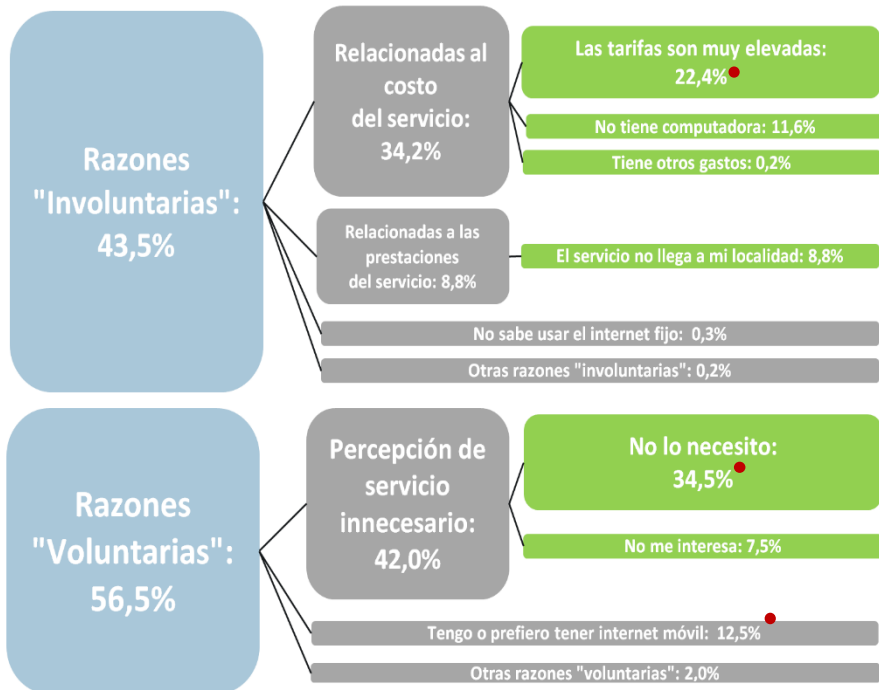 Razones
"Involuntarias":
43,5%
Relacionadas al
costo
del servicio:
34,2%
Las tarifas son muy elevadas:
22,4%
No tiene computadora: 11,6%
Tiene otros gastos: 0,2%
Relacionadas a las
prestaciones
del servicio: 8,8%
El servicio no llega a mi localidad: 8,8%
No sabe usar el internet fijo: 0,3%
Otras razones "involuntarias": 0,2%
Razones
"Voluntarias":
56,5%
Percepción de
servicio
innecesario:
42,0%
No lo necesito:
34,5%
No me interesa: 7,5%
Tengo o prefiero tener internet móvil: 12,5%
Otras razones "voluntarias": 2,0%